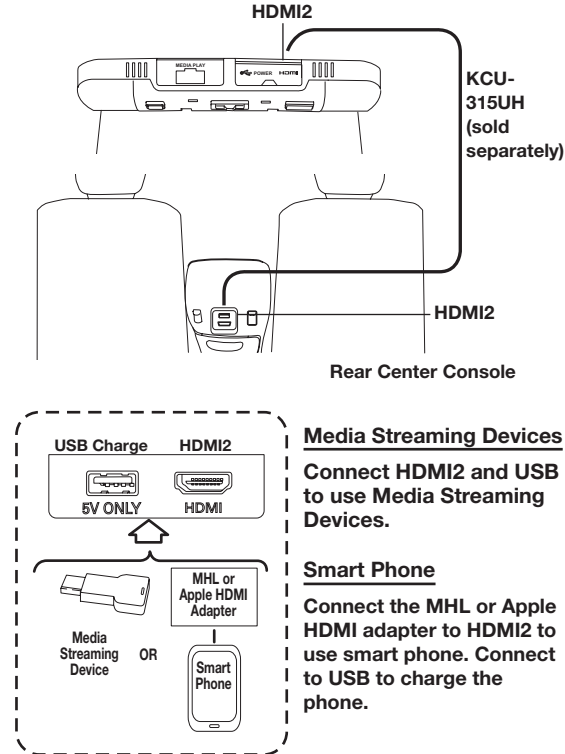 HDMI2
MEDIA PLAY
POWER HDMI
KCU-
315UH
(sold
separately)
HDMI2
Rear Center Console
USB Charge HDMI2
5V ONLY HDMI
Media
Streaming
Device
OR
MHL or
Apple HDMI
Adapter
Smart
Phone
Media Streaming Devices
Connect HDMI2 and USB
to use Media Streaming
Devices.
Smart Phone
Connect the MHL or Apple
HDMI adapter to HDMI2 to
use smart phone. Connect
to USB to charge the
phone.